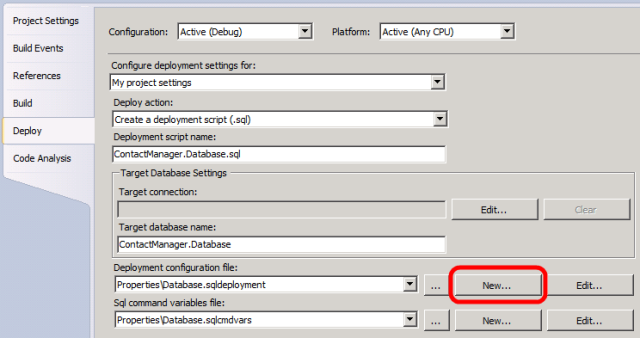 Project Settings
Build Events
References
Build
Deploy
Code Analysis
Configuration: Active (Debug) Platform: Active (Any CPU)
Configure deployment settings for:
My project settings
Deploy action:
Create a deployment script (.sql)
Deployment script name:
ContactManager.Database.sql
Target Database Settings
Target connection:
Edit... Clear
Target database name:
ContactManager.Database
Deployment configuration file:
Properties\Database.sqldeployment ... New... Edit...
Sql command variables file:
Properties\Database.sqlcmdvars ... New... Edit...